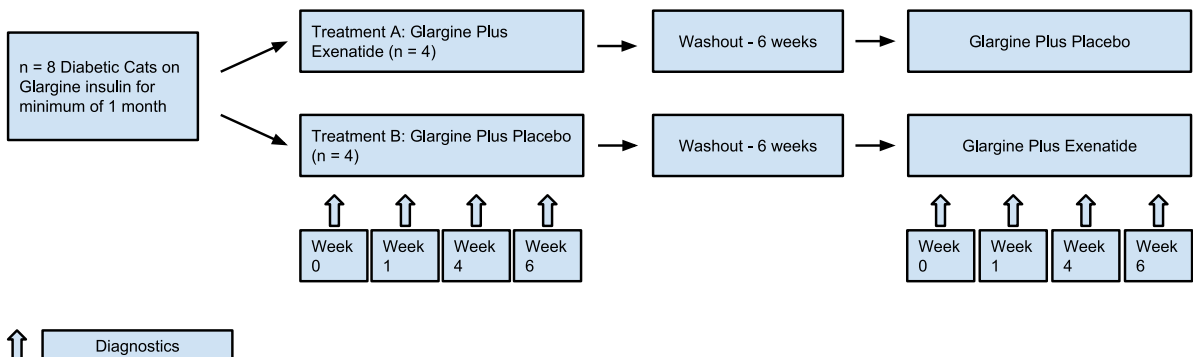 n = 8 Diabetic Cats on
Glargine insulin for
minimum of 1 month
Treatment A: Glargine Plus
Exenatide (n = 4)
Washout - 6 weeks
Glargine Plus Placebo
Treatment B: Glargine Plus Placebo
(n = 4)
Washout - 6 weeks
Glargine Plus Exenatide
Week
0
Week
1
Week
4
Week
6
Week
0
Week
1
Week
4
Week
6
Diagnostics